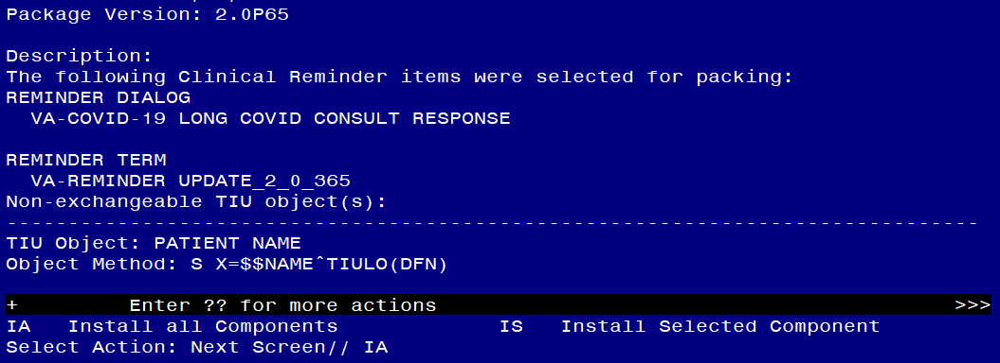 Package Version: 2.0P65
Description:
The following Clinical Reminder items were selected for packing:
REMINDER DIALOG
VA-COVID-19 LONG COVID CONSULT RESPONSE
REMINDER TERM
VA-REMINDER UPDATE_2_0_365
Non-exchangeable TIU object(s):
-------------------------------------------------------------------------------
TIU Object: PATIENT NAME
Object Method: S X=$$NAME^TIULO(DFN)
+ Enter ?? for more actions >>>
IA Install all Components IS Install Selected Component
Select Action: Next Screen// IA